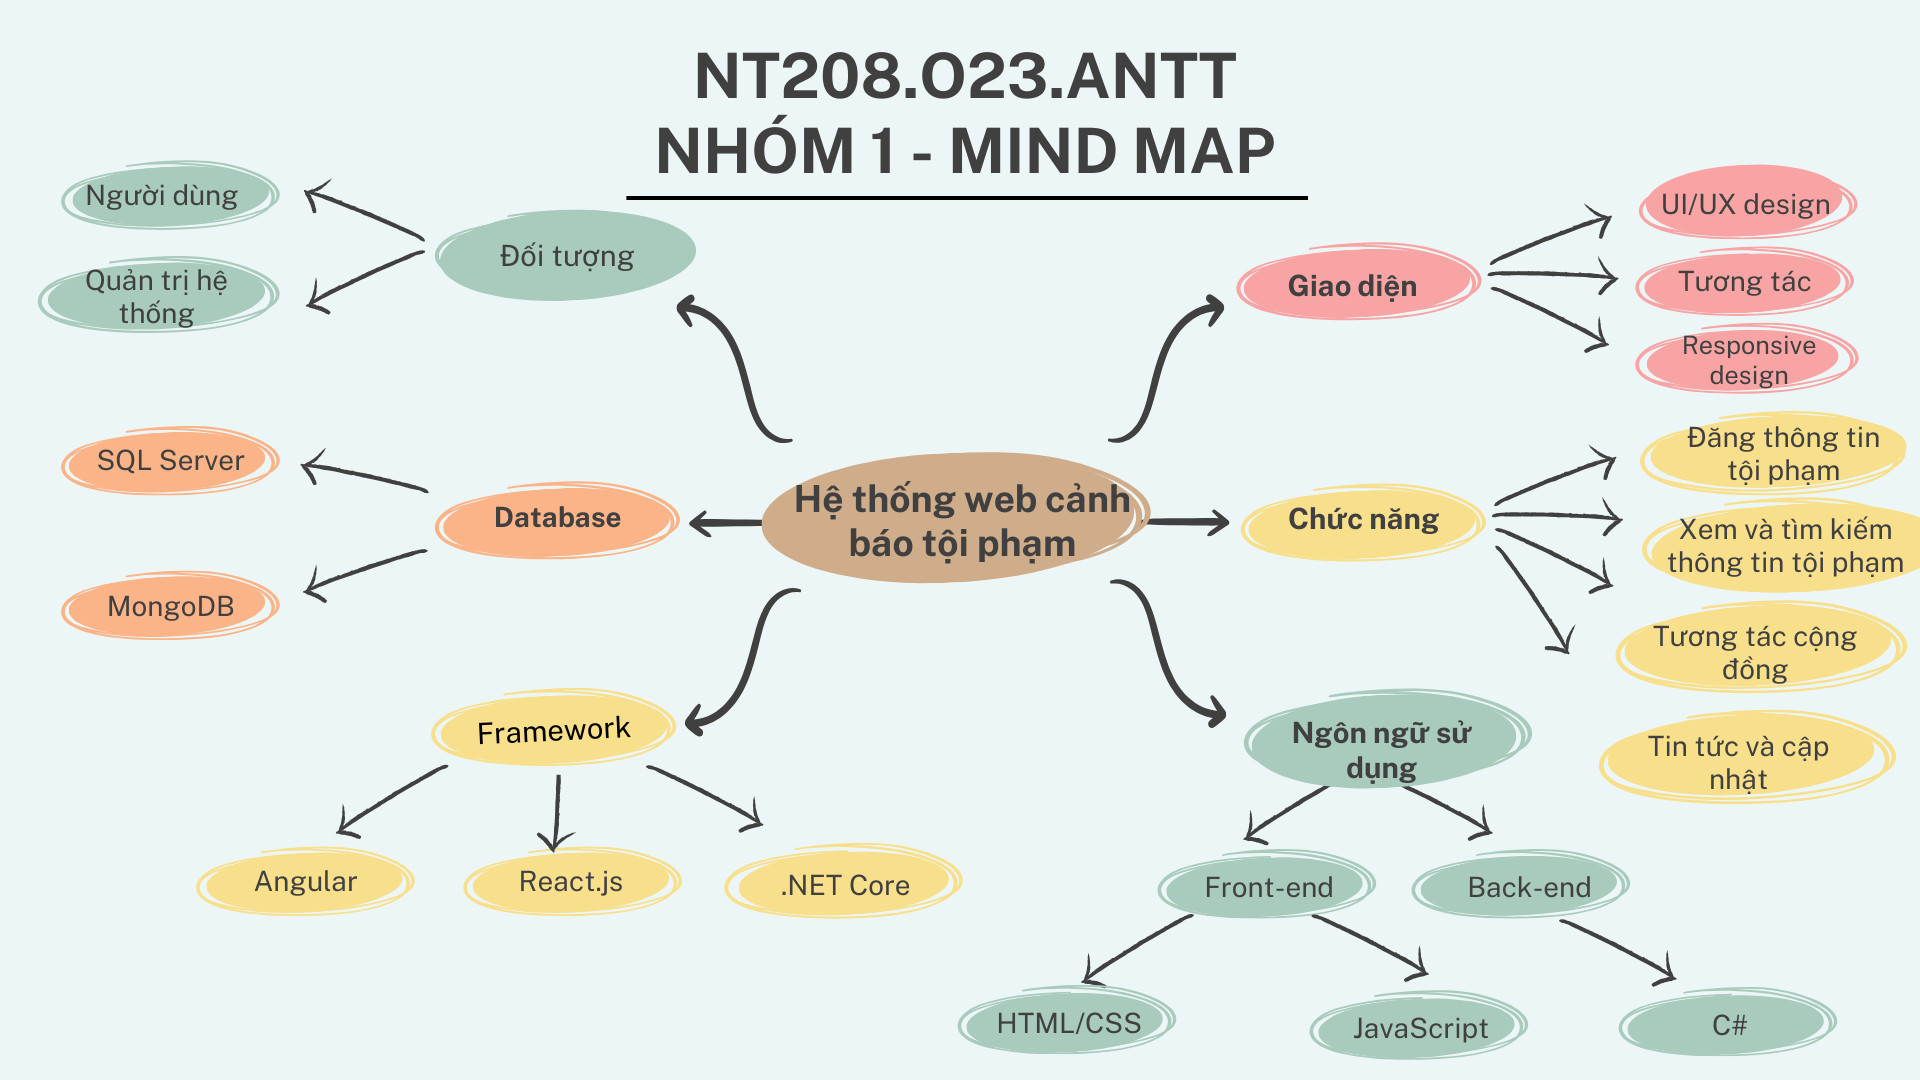 NT208.O23.ANTT
NHÓM 1 - MIND MAP
Người dùng
Quản trị hệ
thống
Đối tượng
Giao diện
UI/UX design
Tương tác
Responsive
design
SQL Server
MongoDB
Database
Hệ thống web cảnh
báo tội phạm
Chức năng
Đăng thông tin
tội phạm
Xem và tìm kiếm
thông tin tội phạm
Tương tác cộng
đồng
Tin tức và cập
nhật
Framework
Angular
React.js
.NET Core
Ngôn ngữ sử
dụng
Front-end
Back-end
HTML/CSS
JavaScript
C#